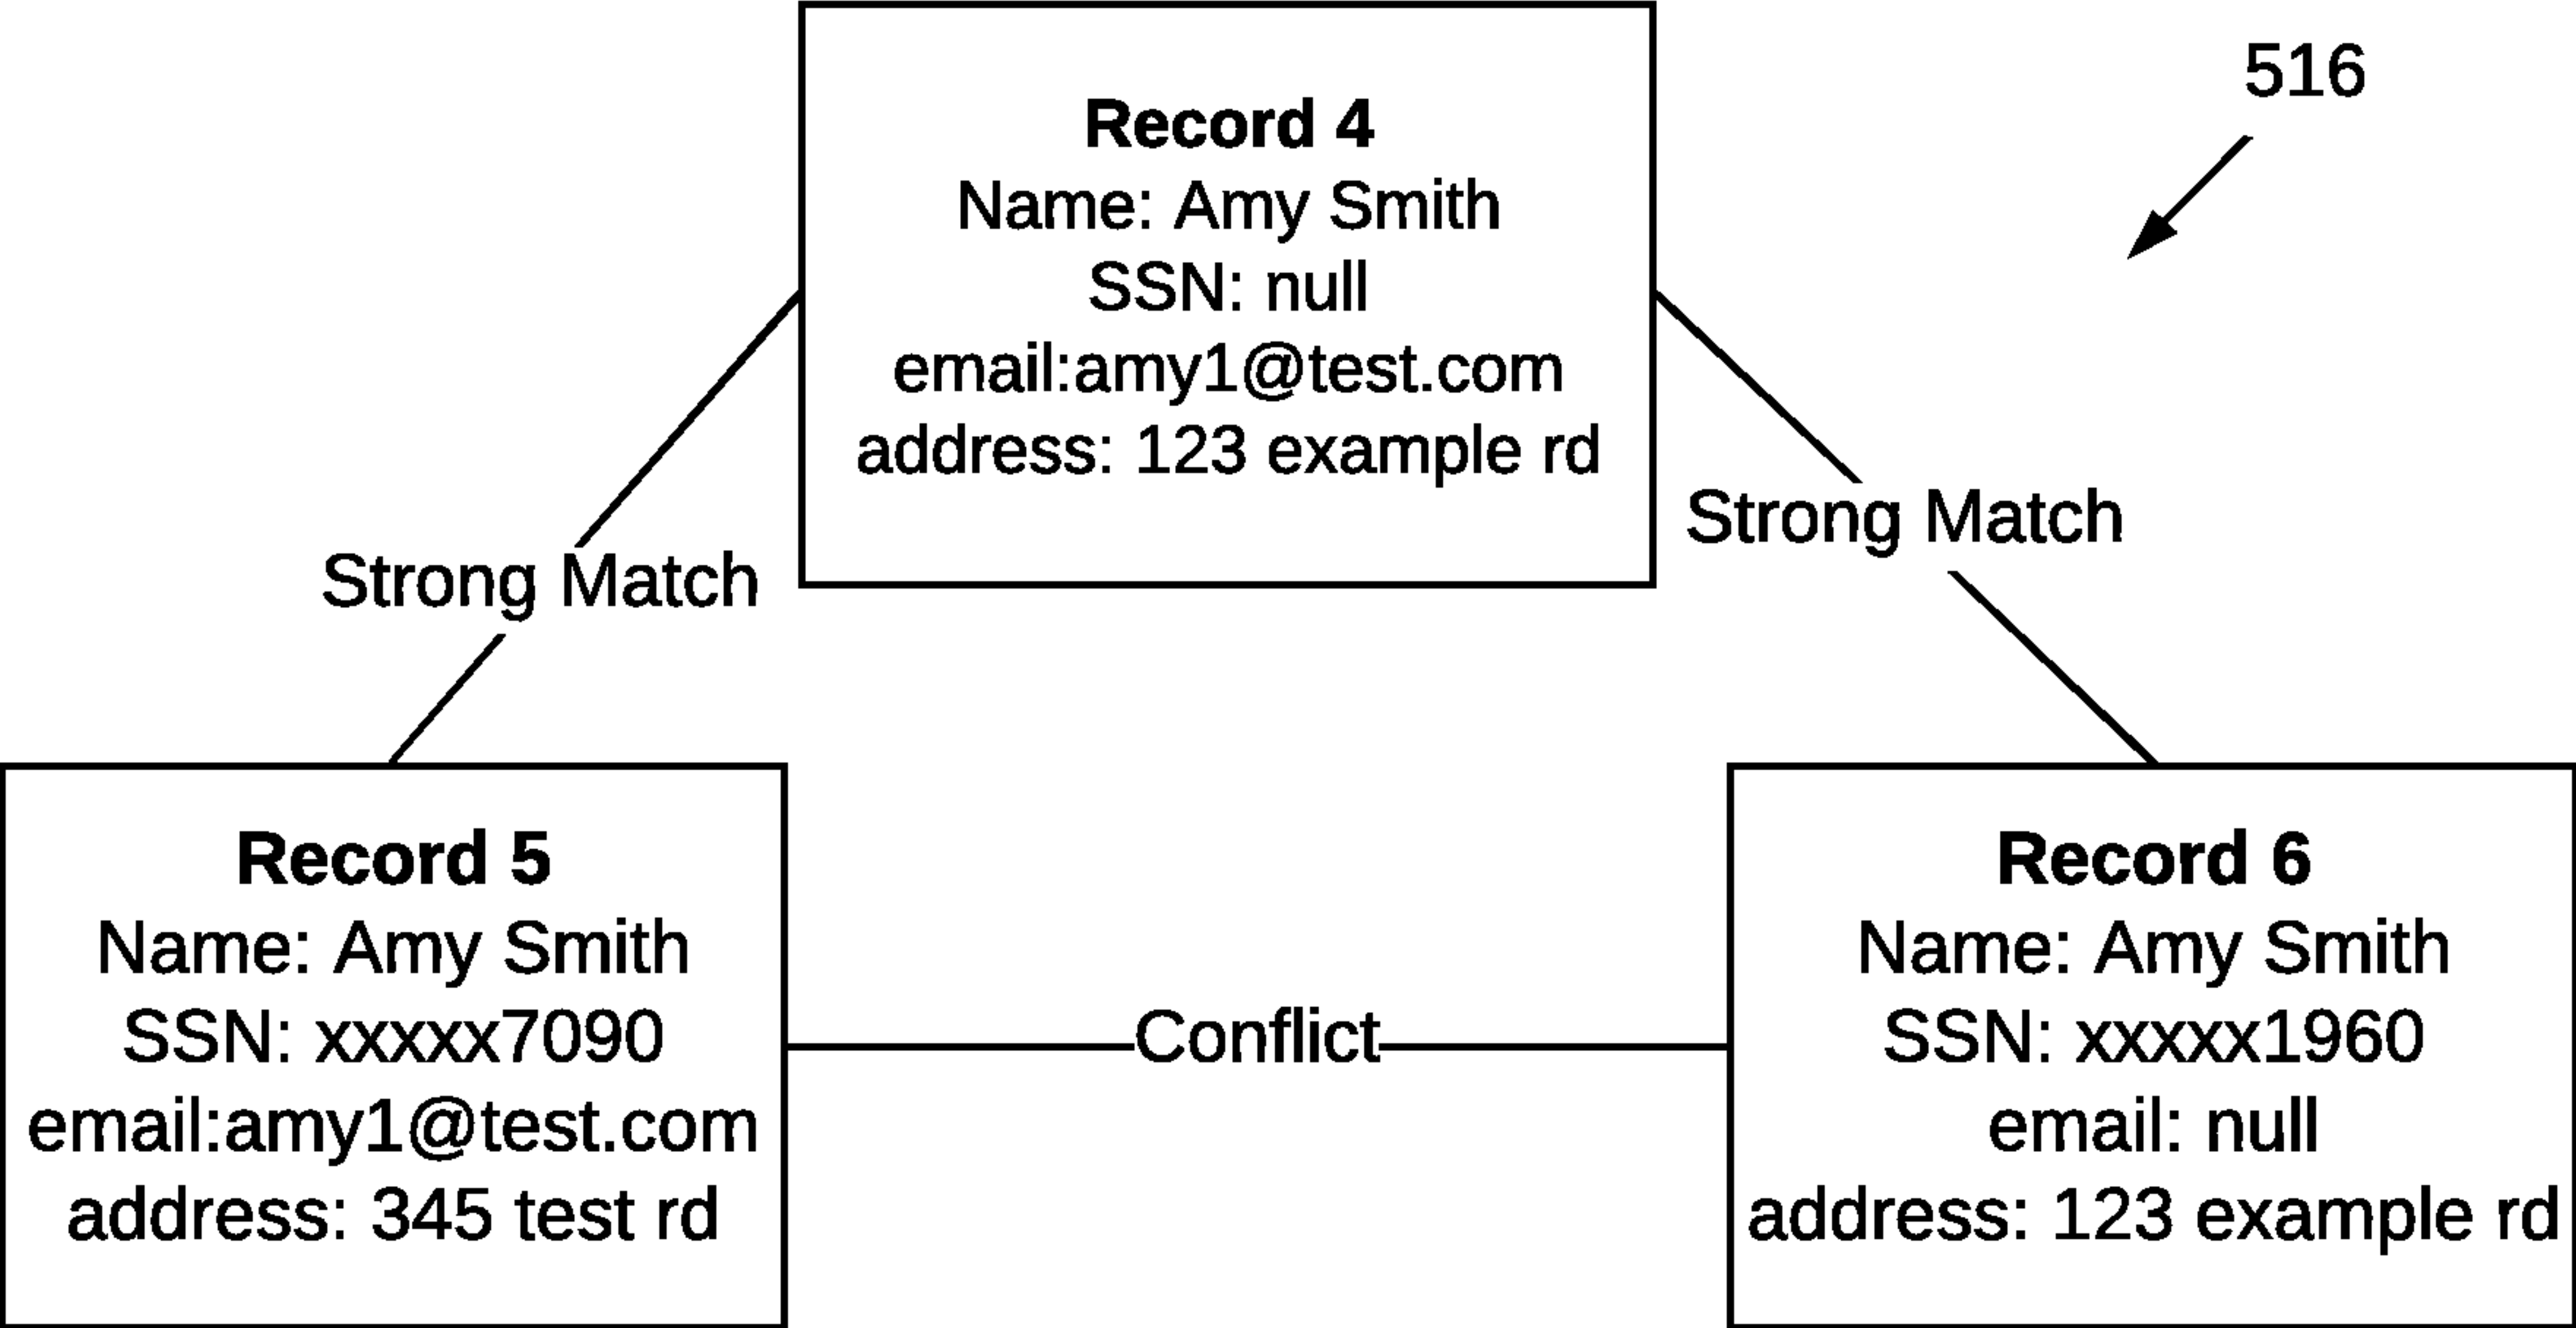 516
Record 4
Name: Amy Smith
SSN: null
email:amy1@test.com
address: 123 example rd
Strong Match
Strong Match
Record 5
Name: Amy Smith
SSN: xxxxx7090
email:amy1@test.com
address: 345 test rd
Conflict
Record 6
Name: Amy Smith
SSN: xxxxx1960
email: null
address: 123 example rd